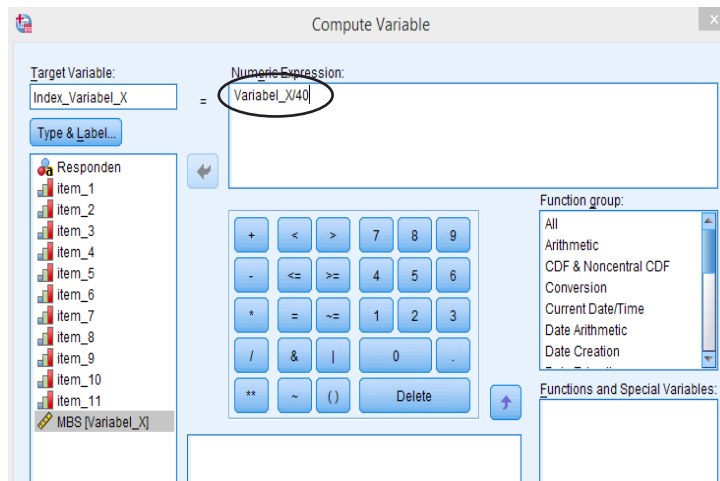 Compute Variable
x
Target Variable:
Index_Variabel_X
=
Numeric Expression:
Variabel_X/40
Type & Label...
Responden
item_1
item_2
item_3
item_4
item_5
item_6
item_7
item_8
item_9
item_10
item_11
MBS [Variabel_X]
+ < > 7 8 9
- <= >= 4 5 6
* = ~= 1 2 3
/ & | 0 .
** ~ () Delete
Function group:
All
Arithmetic
CDF & Noncentral CDF
Conversion
Current Date/Time
Date Arithmetic
Date Creation
Functions and Special Variables: